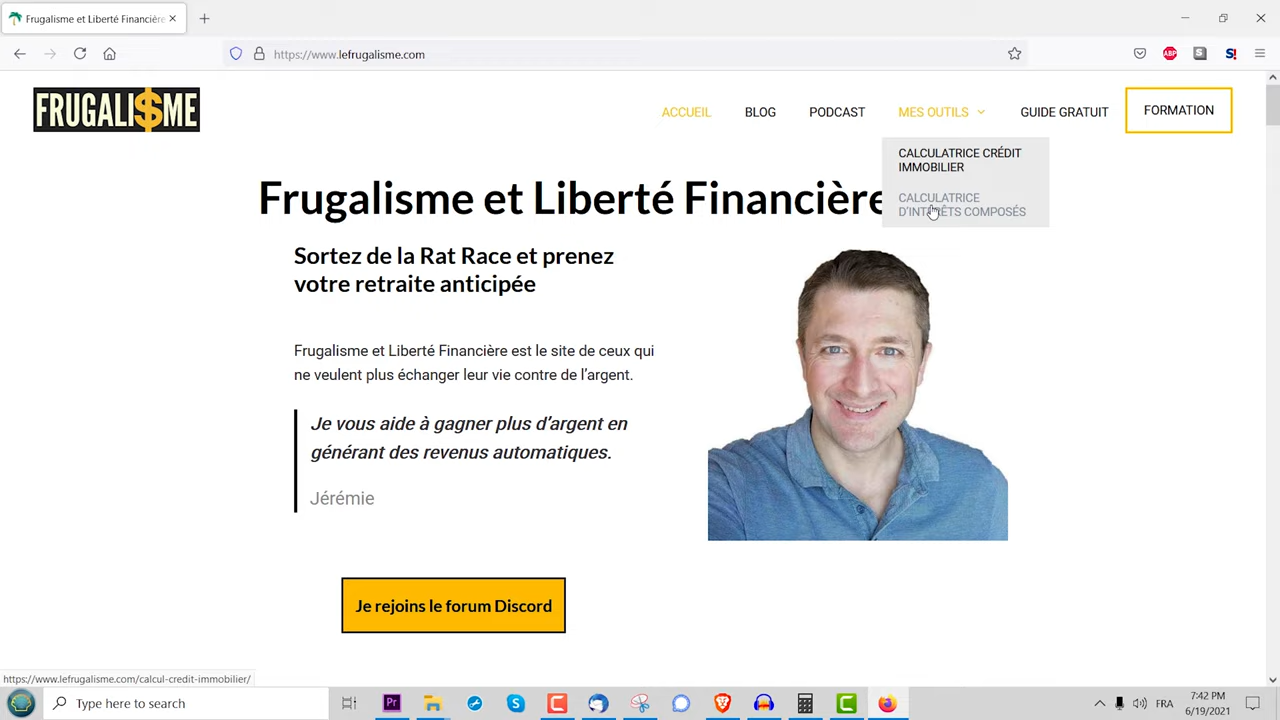 Frugalisme et Liberté Financière
https://www.lefrugalisme.com
FRUGALI$ME
ACCUEIL
BLOG
PODCAST
MES OUTILS
GUIDE GRATUIT
FORMATION
CALCULATRICE CRÉDIT
IMMOBILIER
CALCULATRICE
D'INTÉRÊTS COMPOSÉS
Frugalisme et Liberté Financière
Sortez de la Rat Race et prenez
votre retraite anticipée
Frugalisme et Liberté Financière est le site de ceux qui
ne veulent plus échanger leur vie contre de l'argent.
Je vous aide à gagner plus d'argent en
générant des revenus automatiques.
Jérémie
Je rejoins le forum Discord
https://www.lefrugalisme.com/calcul-credit-immobilier/
Type here to search
FRA
7:42 PM
6/19/2021
ABP
S
S!
Pr